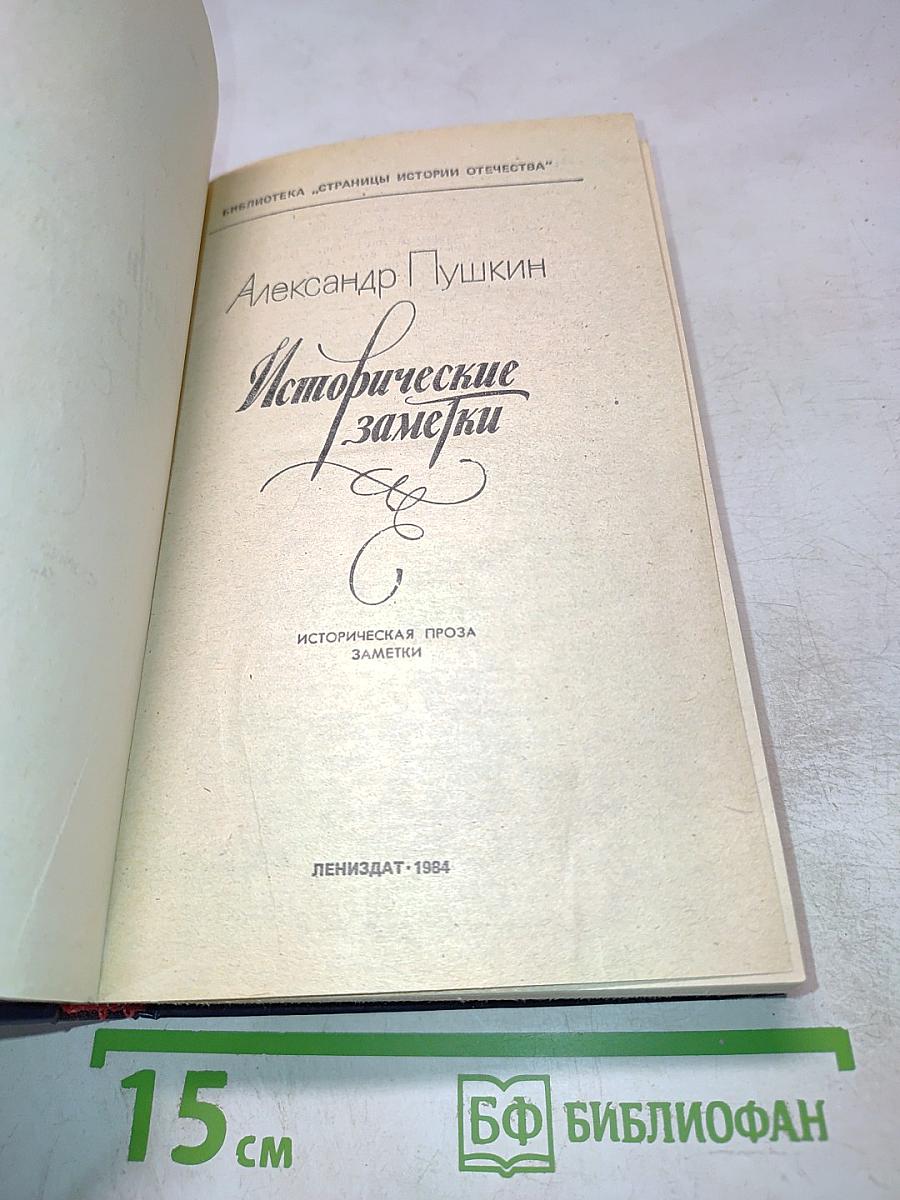 БИБЛИОТЕКА „СТРАНИЦЫ ИСТОРИИ ОТЕЧЕСТВА"
Александр Пушкин
Исторические
заметки
ИСТОРИЧЕСКАЯ ПРОЗА
ЗАМЕТКИ
ЛЕНИЗДАТ·1984
15 см
БФ БИБЛИОФАН